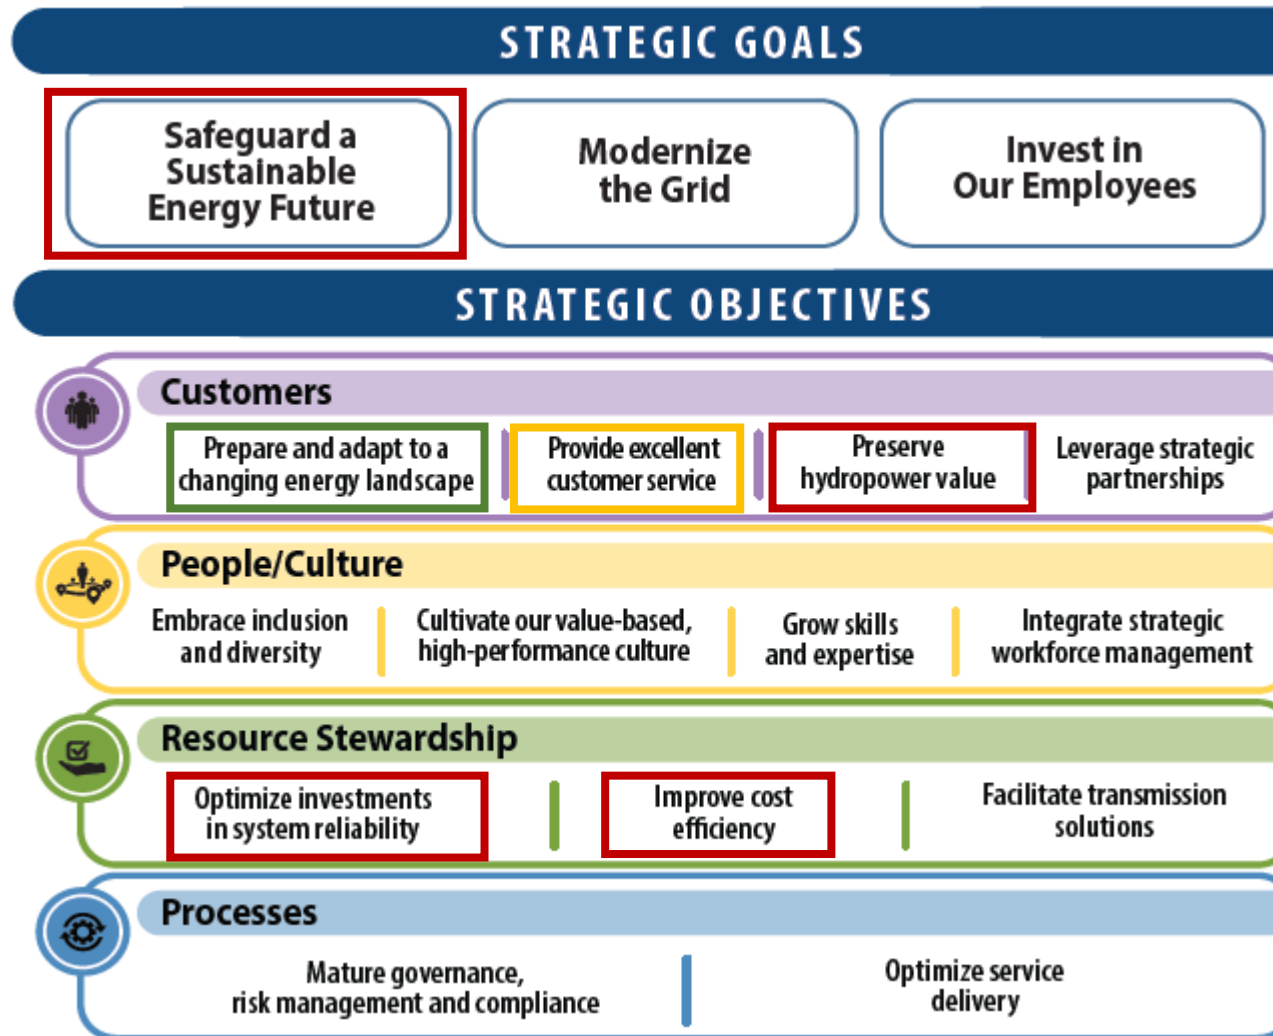 STRATEGIC GOALS
Safeguard a
Sustainable
Energy Future
Modernize
the Grid
Invest in
Our Employees
STRATEGIC OBJECTIVES
Customers
Prepare and adapt to a
changing energy landscape
Provide excellent
customer service
Preserve
hydropower value
Leverage strategic
partnerships
People/Culture
Embrace inclusion
and diversity
Cultivate our value-based,
high-performance culture
Grow skills
and expertise
Integrate strategic
workforce management
Resource Stewardship
Optimize investments
in system reliability
Improve cost
efficiency
Facilitate transmission
solutions
Processes
Mature governance,
risk management and compliance
Optimize service
delivery